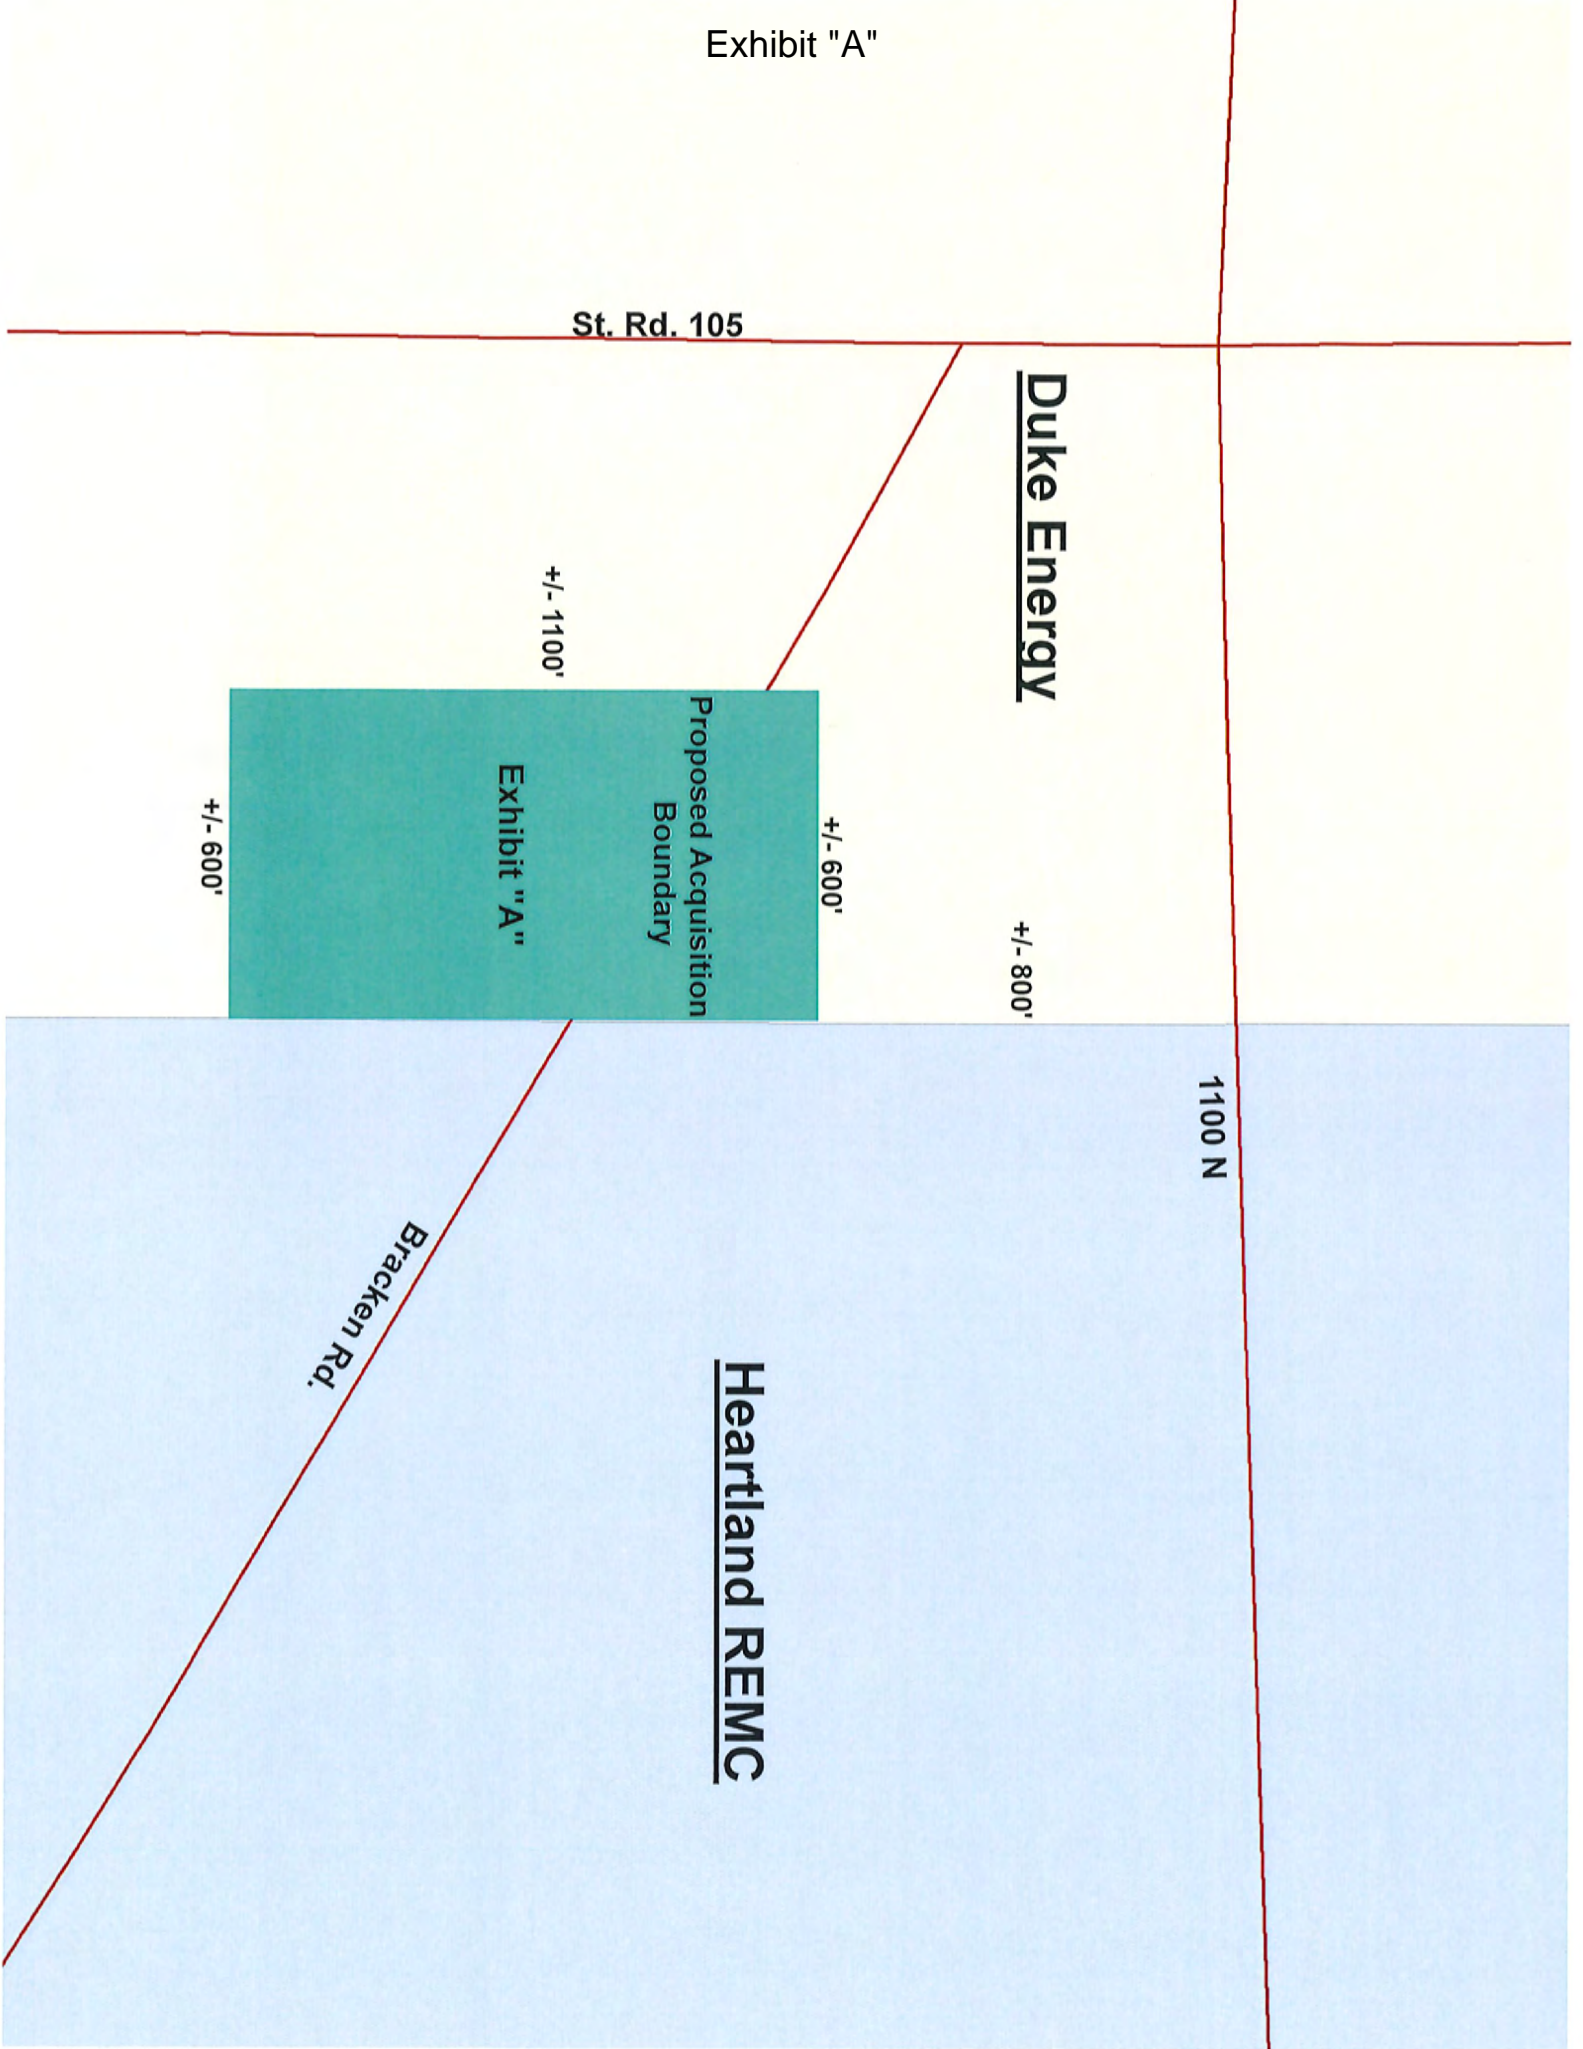 Exhibit "A"
St. Rd. 105
Duke Energy
+/- 1100'
+/- 600'
+/- 800'
Proposed Acquisition
Boundary
Exhibit "A"
+/- 600'
1100 N
Bracken Rd.
Heartland REMC